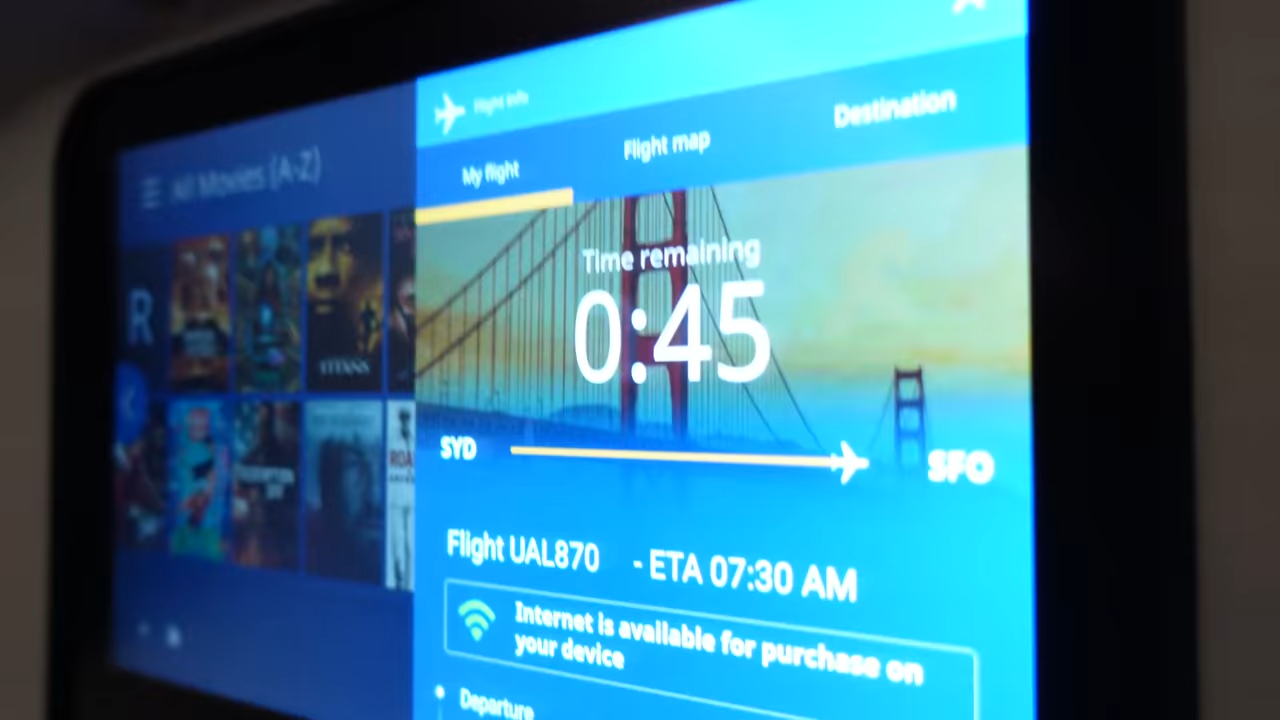 All Movies (A-Z)
R
TITANS
ROA
Flight info
My flight
Flight map
Destination
Time remaining
0:45
SYD
SFO
Flight UAL870 - ETA 07:30 AM
Internet is available for purchase on
your device
Departure